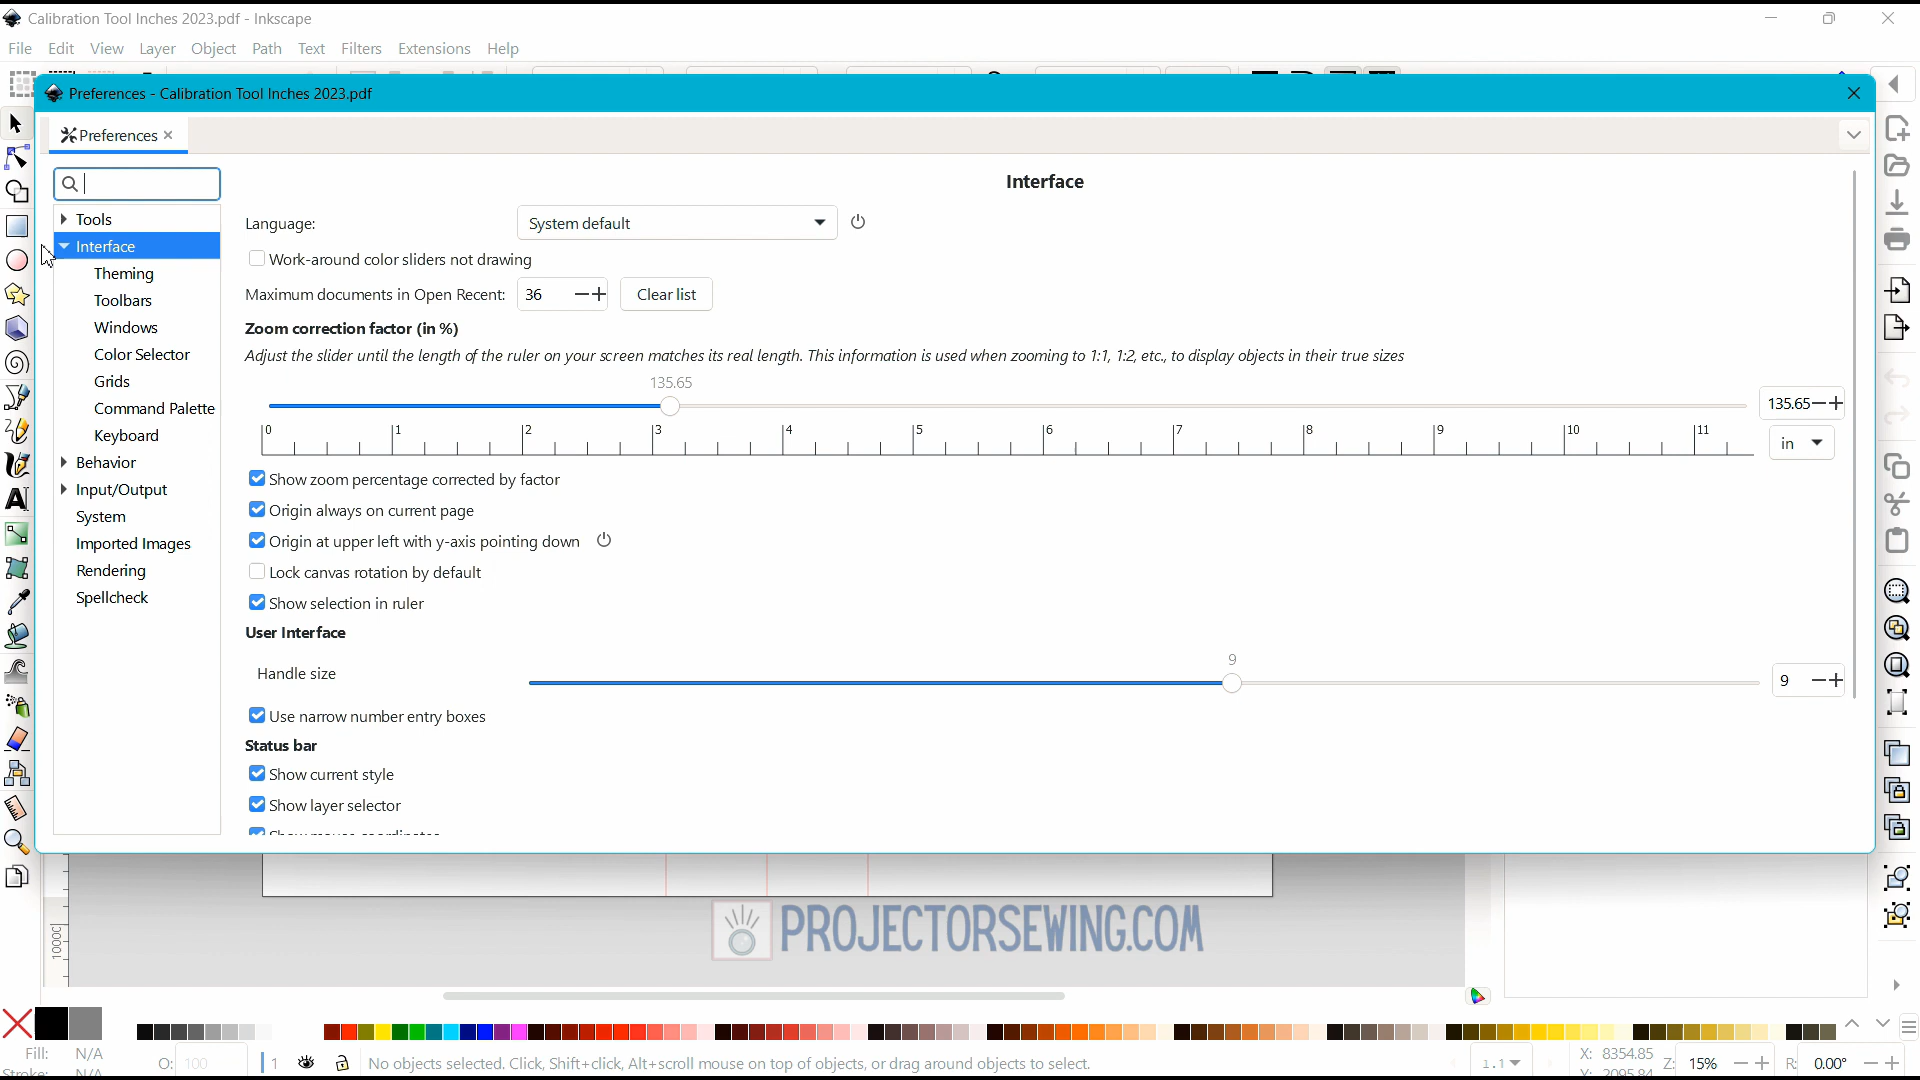 Calibration Tool Inches 2023.pdf - Inkscape
File Edit View Layer Object Path Text Filters Extensions Help
Preferences - Calibration Tool Inches 2023.pdf
Preferences
Interface
Tools
Language: System default
Interface
Work-around color sliders not drawing
Theming
Maximum documents in Open Recent: 36 Clear list
Toolbars
Zoom correction factor (in %)
Windows
Adjust the slider until the length of the ruler on your screen matches its real length. This information is used when zooming to 1:1, 1:2, etc., to display objects in their true sizes
Color Selector
135.65
Grids
135.65
Command Palette
0 1 2 3 4 5 6 7 8 9 10 11
in
Keyboard
Behavior
Show zoom percentage corrected by factor
Input/Output
Origin always on current page
System
Origin at upper left with y-axis pointing down
Imported Images
Lock canvas rotation by default
Rendering
Show selection in ruler
Spellcheck
User Interface
9
Handle size
9
Use narrow number entry boxes
Status bar
Show current style
Show layer selector
Show mouse coordinates
1000
PROJECTORSEWING.COM
Fill: N/A
Stroke: N/A
O: 100
1
No objects selected. Click, Shift+click, Alt+scroll mouse on top of objects, or drag around objects to select.
1.1
X: 8354.85
Y: 2095.84
Z: 15%
R: 0.00°